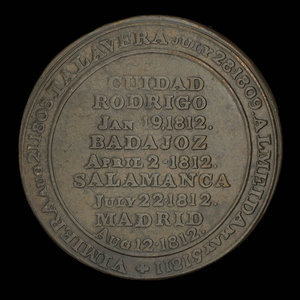 VIMIERA AUG 21 1808. TALAVERA JULY 28 1809. ALMEIDA MAY 5 1811
CUIDAD
RODRIGO
JAN 19, 1812.
BADAJOZ
APRIL 2 · 1812.
SALAMANCA
JULY 22 · 1812.
MADRID
AUG 12 · 1812.